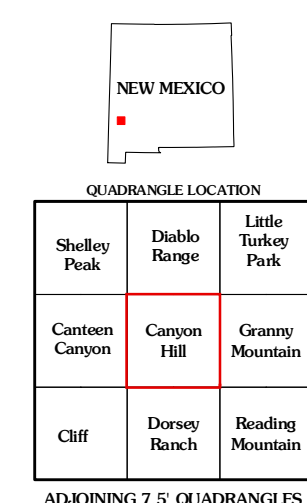 NEW MEXICO
QUADRANGLE LOCATION
Shelley
Peak
Diablo
Range
Little
Turkey
Park
Canteen
Canyon
Canyon
Hill
Granny
Mountain
Cliff
Dorsey
Ranch
Reading
Mountain
ADJOINING 7.5' QUADRANGLES